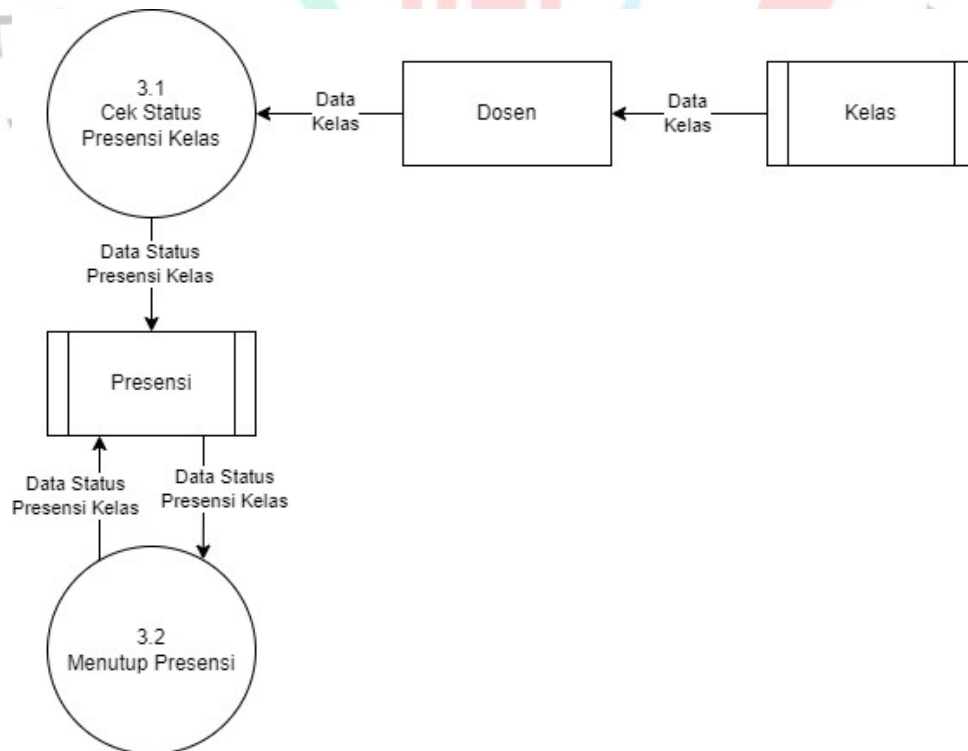 3.1
Cek Status
Presensi Kelas
Data
Kelas
Dosen
Data
Kelas
Kelas
Data Status
Presensi Kelas
Presensi
Data Status
Presensi Kelas
Data Status
Presensi Kelas
3.2
Menutup Presensi